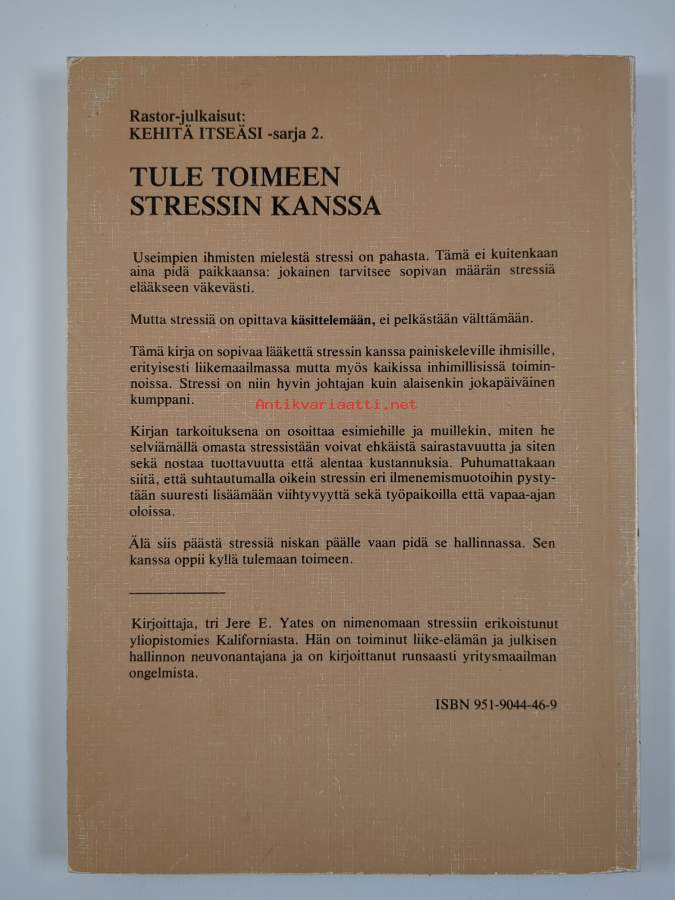 Rastor-julkaisut:
KEHITÄ ITSEÄSI -sarja 2.
TULE TOIMEEN
STRESSIN KANSSA
Useimpien ihmisten mielestä stressi on pahasta. Tämä ei kuitenkaan
aina pidä paikkaansa: jokainen tarvitsee sopivan määrän stressiä
elääkseen väkevästi.
Mutta stressiä on opittava käsittelemään, ei pelkästään välttämään.
Tämä kirja on sopivaa lääkettä stressin kanssa painiskeleville ihmisille,
erityisesti liikemaailmassa mutta myös kaikissa inhimillisissä toimin-
noissa. Stressi on niin hyvin johtajan kuin alaisenkin jokapäiväinen
kumppani.
Antikvariaatti.net
Kirjan tarkoituksena on osoittaa esimiehille ja muillekin, miten he
selviämällä omasta stressistään voivat ehkäistä sairastavuutta ja siten
sekä nostaa tuottavuutta että alentaa kustannuksia. Puhumattakaan
siitä, että suhtautumalla oikein stressin eri ilmenemismuotoihin pysty-
tään suuresti lisäämään viihtyvyyttä sekä työpaikoilla että vapaa-ajan
oloissa.
Älä siis päästä stressiä niskan päälle vaan pidä se hallinnassa. Sen
kanssa oppii kyllä tulemaan toimeen.
Kirjoittaja, tri Jere E. Yates on nimenomaan stressiin erikoistunut
yliopistomies Kaliforniasta. Hän on toiminut liike-elämän ja julkisen
hallinnon neuvonantajana ja on kirjoittanut runsaasti yritysmaailman
ongelmista.
ISBN 951-9044-46-9